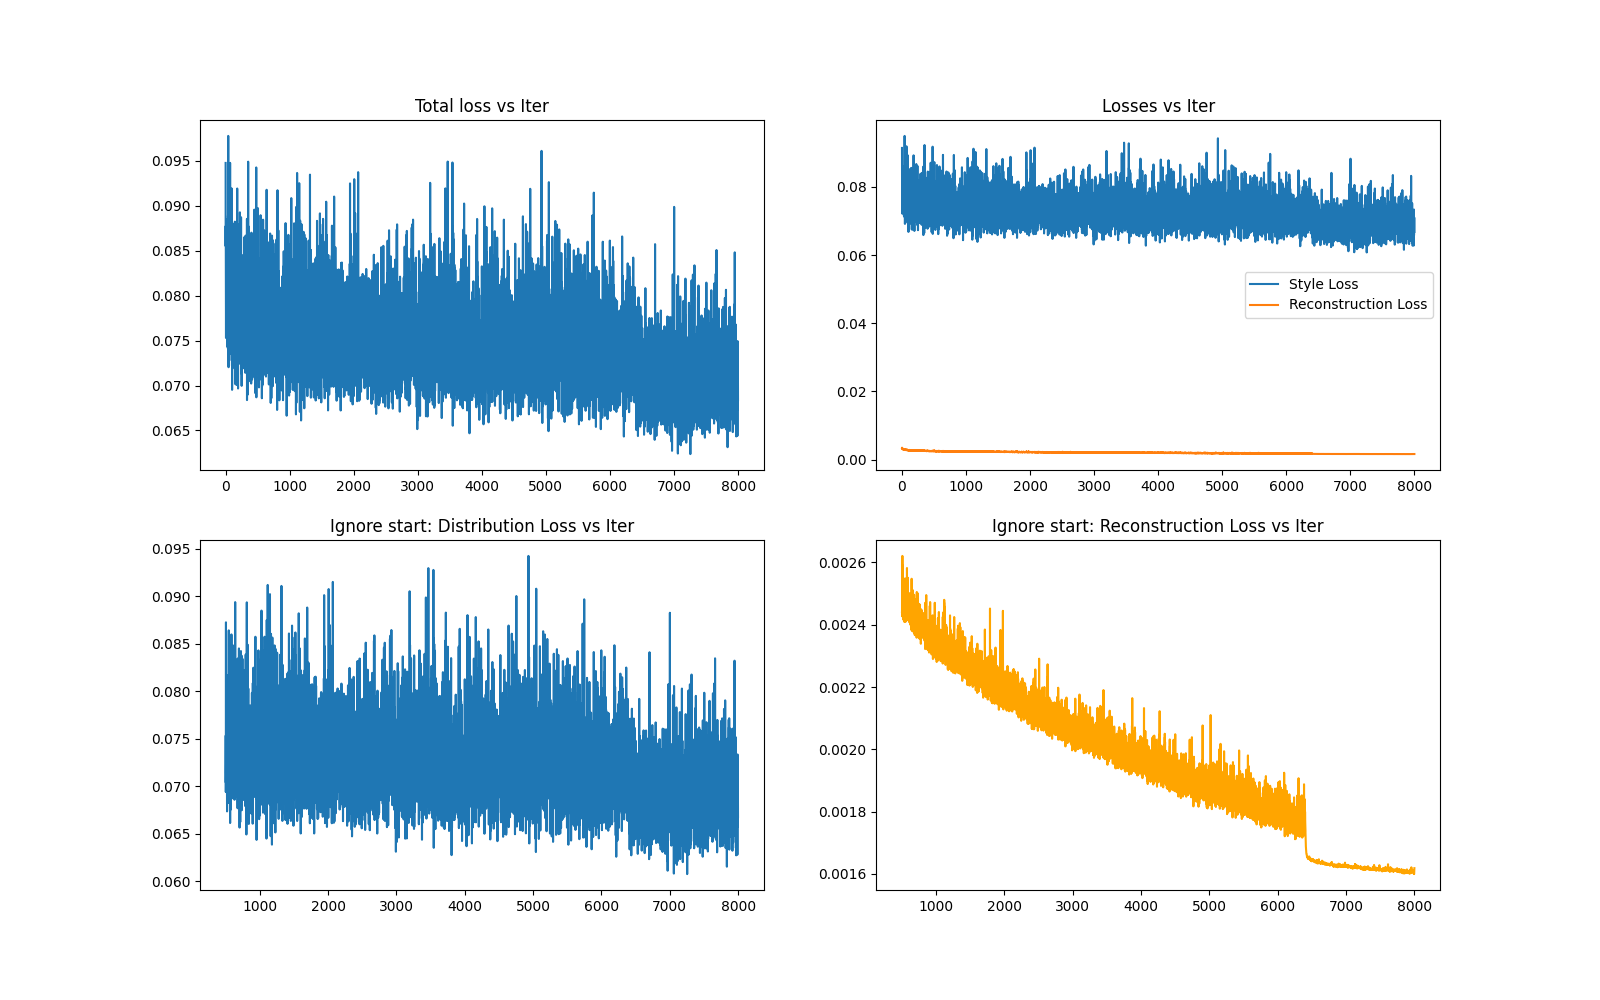 Total loss vs Iter
0.095
0.090
0.085
0.080
0.075
0.070
0.065
0 1000 2000 3000 4000 5000 6000 7000 8000
Losses vs Iter
0.08
0.06
0.04
0.02
0.00
Style Loss
Reconstruction Loss
0 1000 2000 3000 4000 5000 6000 7000 8000
Ignore start: Distribution Loss vs Iter
0.095
0.090
0.085
0.080
0.075
0.070
0.065
0.060
1000 2000 3000 4000 5000 6000 7000 8000
Ignore start: Reconstruction Loss vs Iter
0.0026
0.0024
0.0022
0.0020
0.0018
0.0016
1000 2000 3000 4000 5000 6000 7000 8000